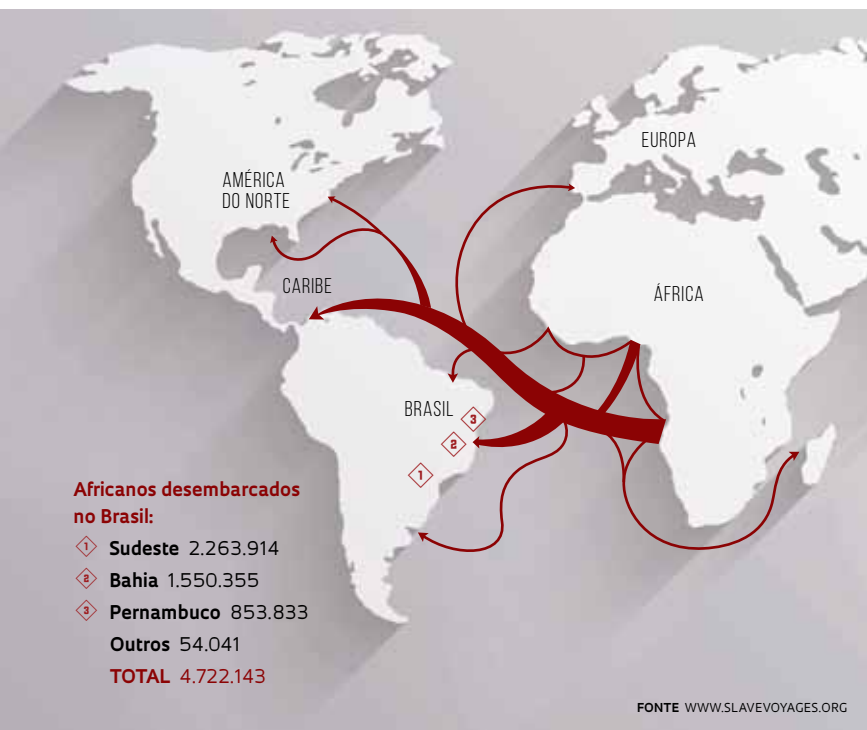 EUROPA
AMÉRICA
DO NORTE
CARIBE
ÁFRICA
BRASIL
3
2
1
Africanos desembarcados
no Brasil:
1 Sudeste 2.263.914
2 Bahia 1.550.355
3 Pernambuco 853.833
Outros 54.041
TOTAL 4.722.143
FONTE WWW.SLAVEVOYAGES.ORG